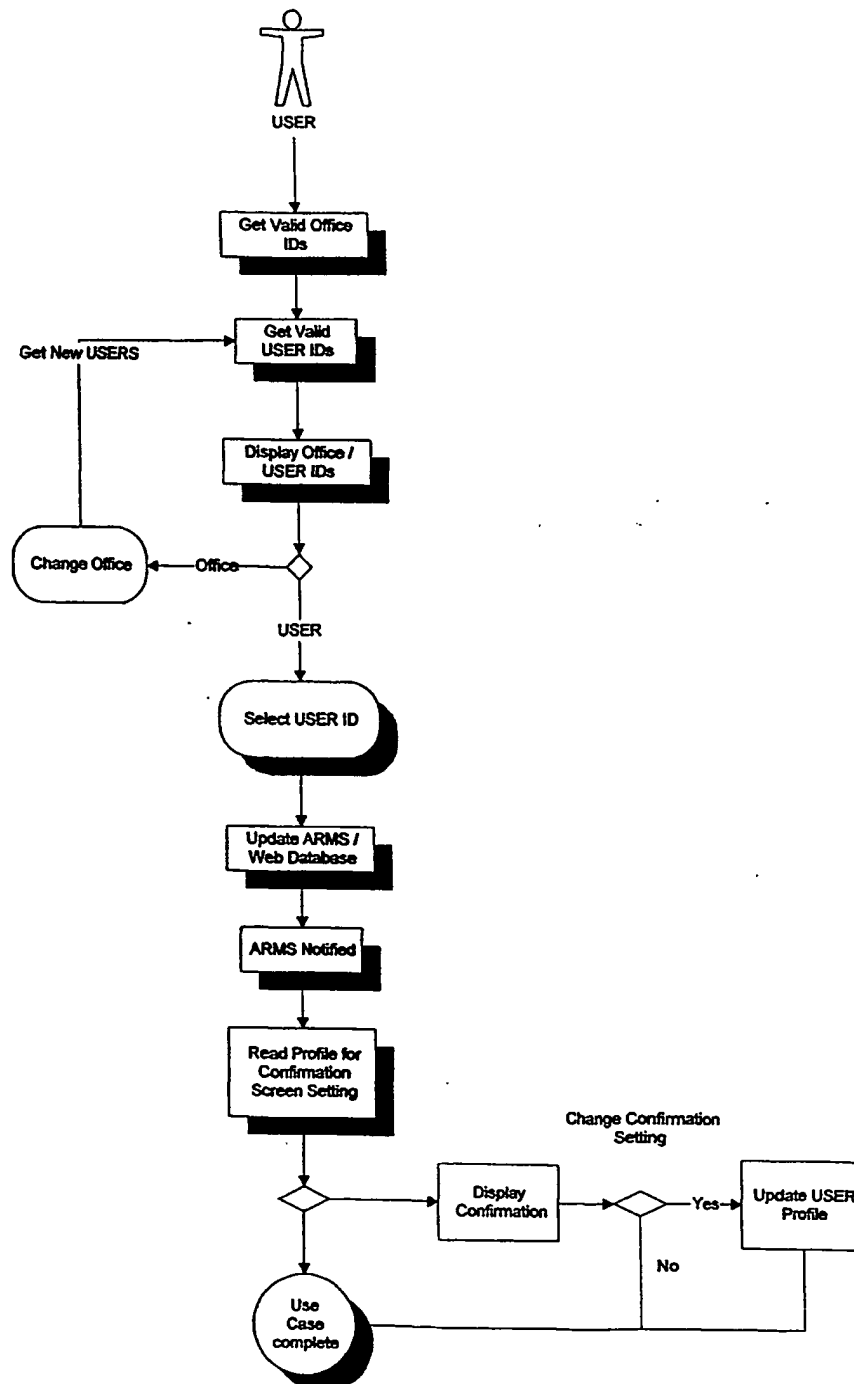 USER
Get Valid Office
IDs
Get Valid
USER IDs
Get New USERS
Display Office /
USER IDs
Change Office
Office
USER
Select USER ID
Update ARMS /
Web Database
ARMS Notified
Read Profile for
Confirmation
Screen Setting
Change Confirmation
Setting
Display
Confirmation
Yes
Update USER
Profile
No
Use
Case
complete